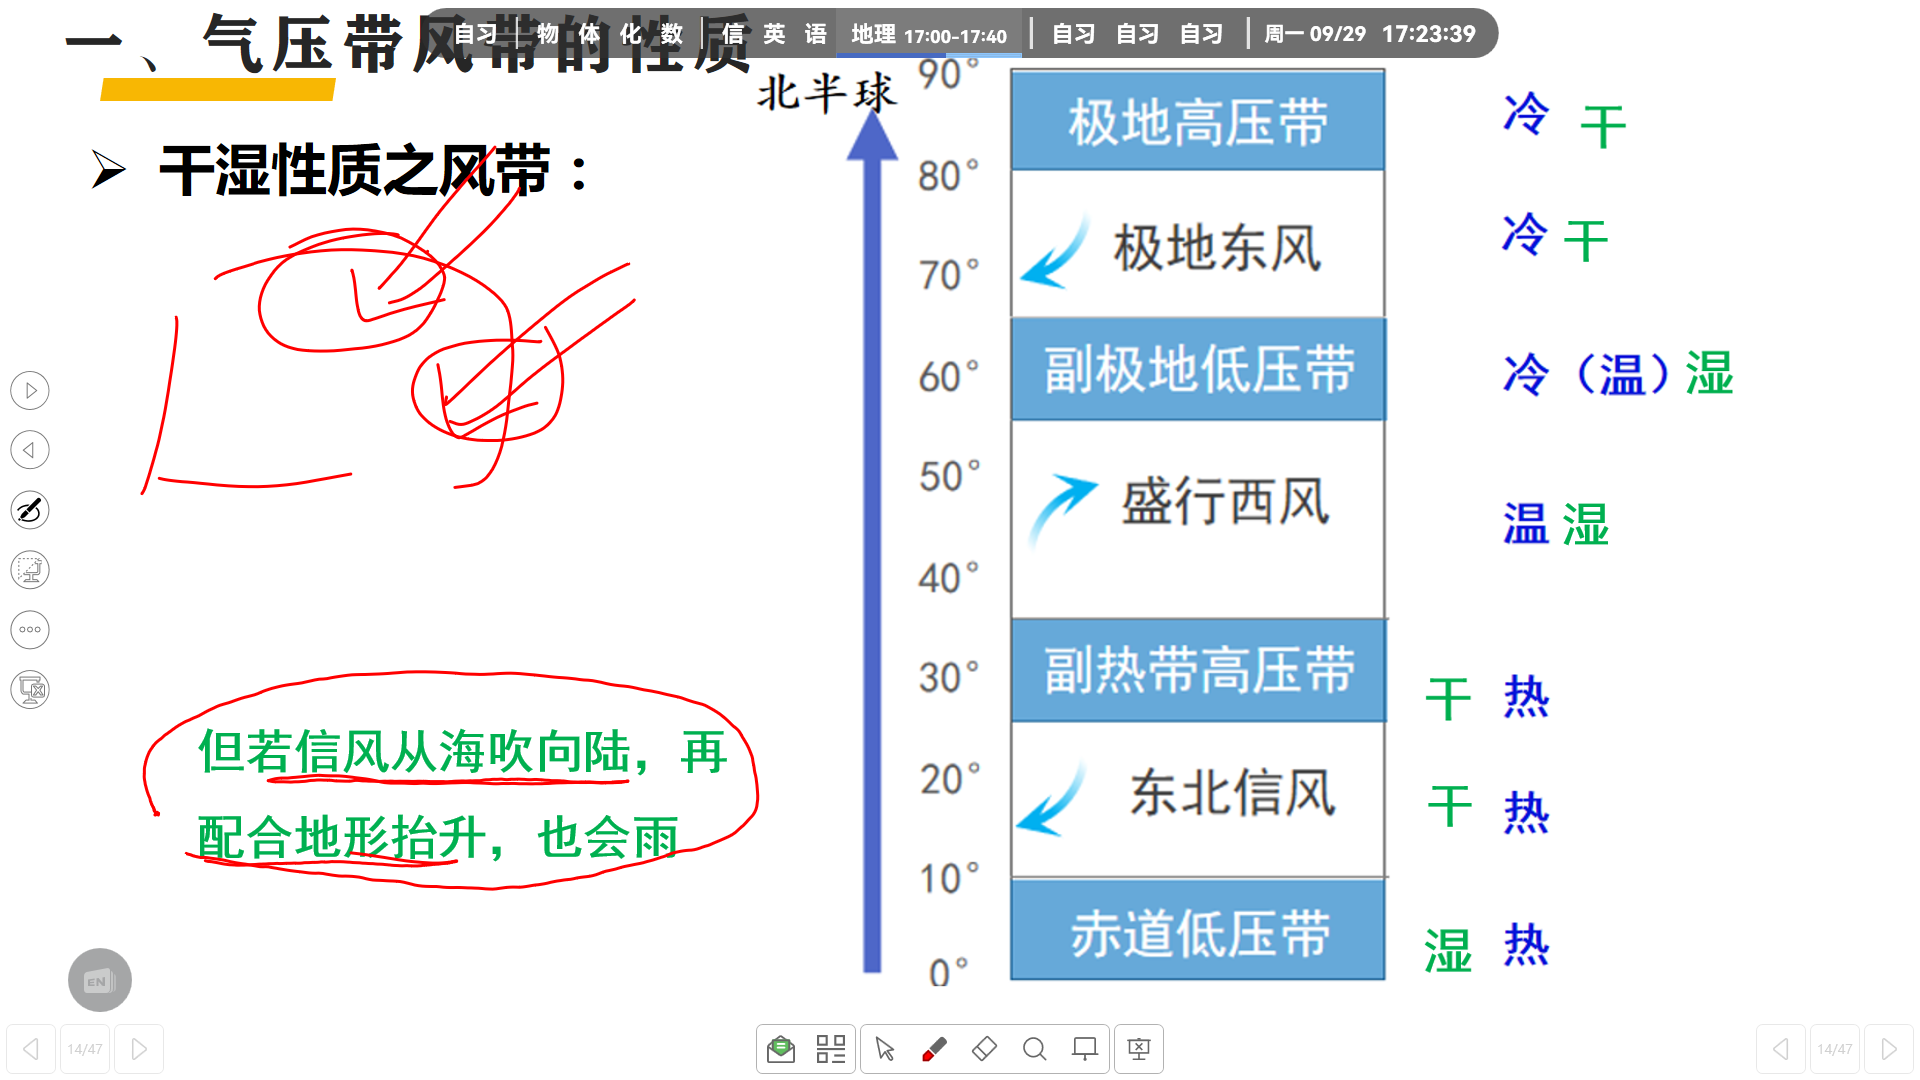 一、气压带风带的性质
自习 物 体 化 数 信 英 语 地理 17:00-17:40 自习 自习 自习 周一 09/29 17:23:39
干湿性质之风带：
北半球
90°
极地高压带
冷 干
80°
极地东风
冷 干
70°
60°
副极地低压带
冷（温）湿
50°
盛行西风
温 湿
40°
30°
副热带高压带
干 热
20°
东北信风
干 热
10°
赤道低压带
湿 热
0°
但若信风从海吹向陆，再
配合地形抬升，也会雨
EN
14/47
14/47